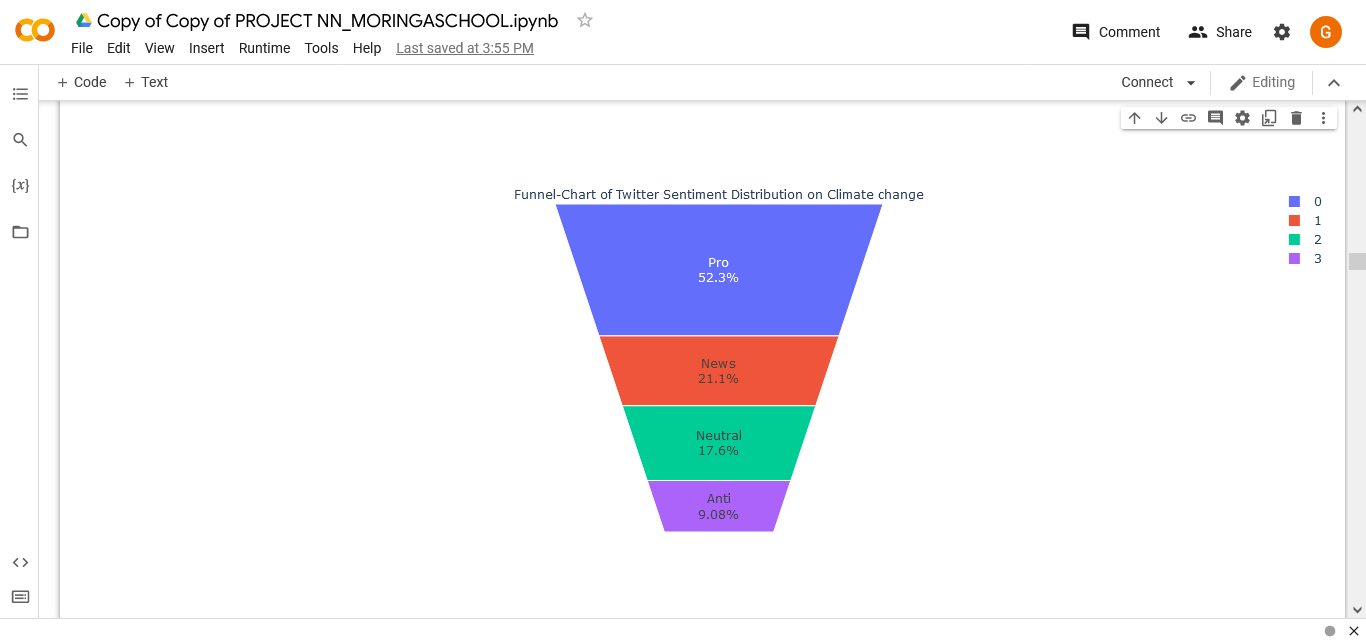 Copy of Copy of PROJECT NN_MORINGASCHOOL.ipynb
File Edit View Insert Runtime Tools Help Last saved at 3:55 PM
Comment
Share
G
+ Code + Text
Connect
Editing
{x}
Funnel-Chart of Twitter Sentiment Distribution on Climate change
0
1
2
3
Pro
52.3%
News
21.1%
Neutral
17.6%
Anti
9.08%